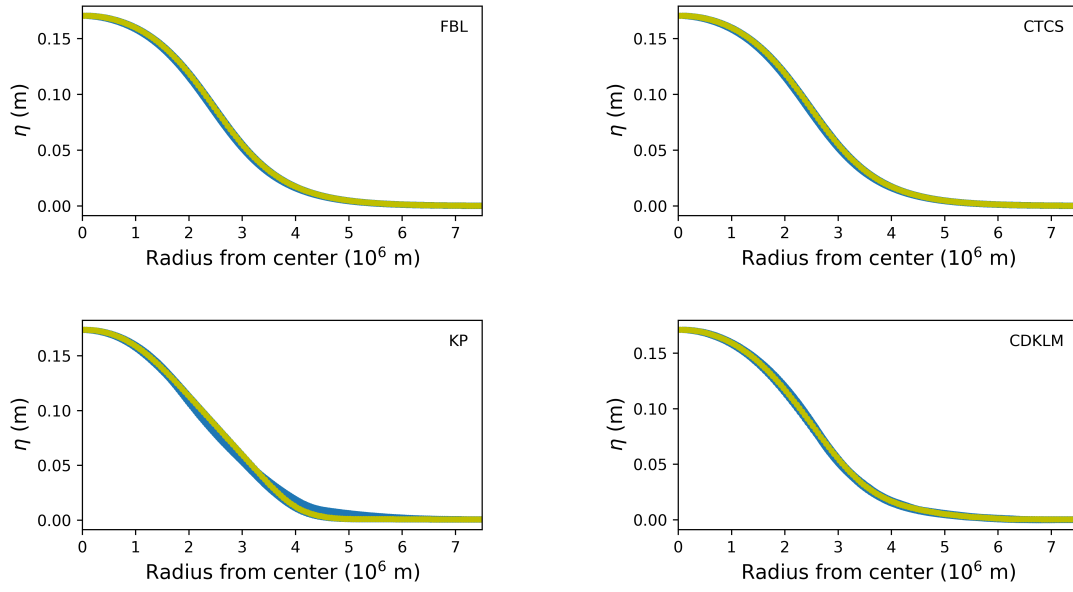 FBL
η (m)
0.15
0.10
0.05
0.00
0 1 2 3 4 5 6 7
Radius from center (10⁶ m)
CTCS
η (m)
0.15
0.10
0.05
0.00
0 1 2 3 4 5 6 7
Radius from center (10⁶ m)
KP
η (m)
0.15
0.10
0.05
0.00
0 1 2 3 4 5 6 7
Radius from center (10⁶ m)
CDKLM
η (m)
0.15
0.10
0.05
0.00
0 1 2 3 4 5 6 7
Radius from center (10⁶ m)